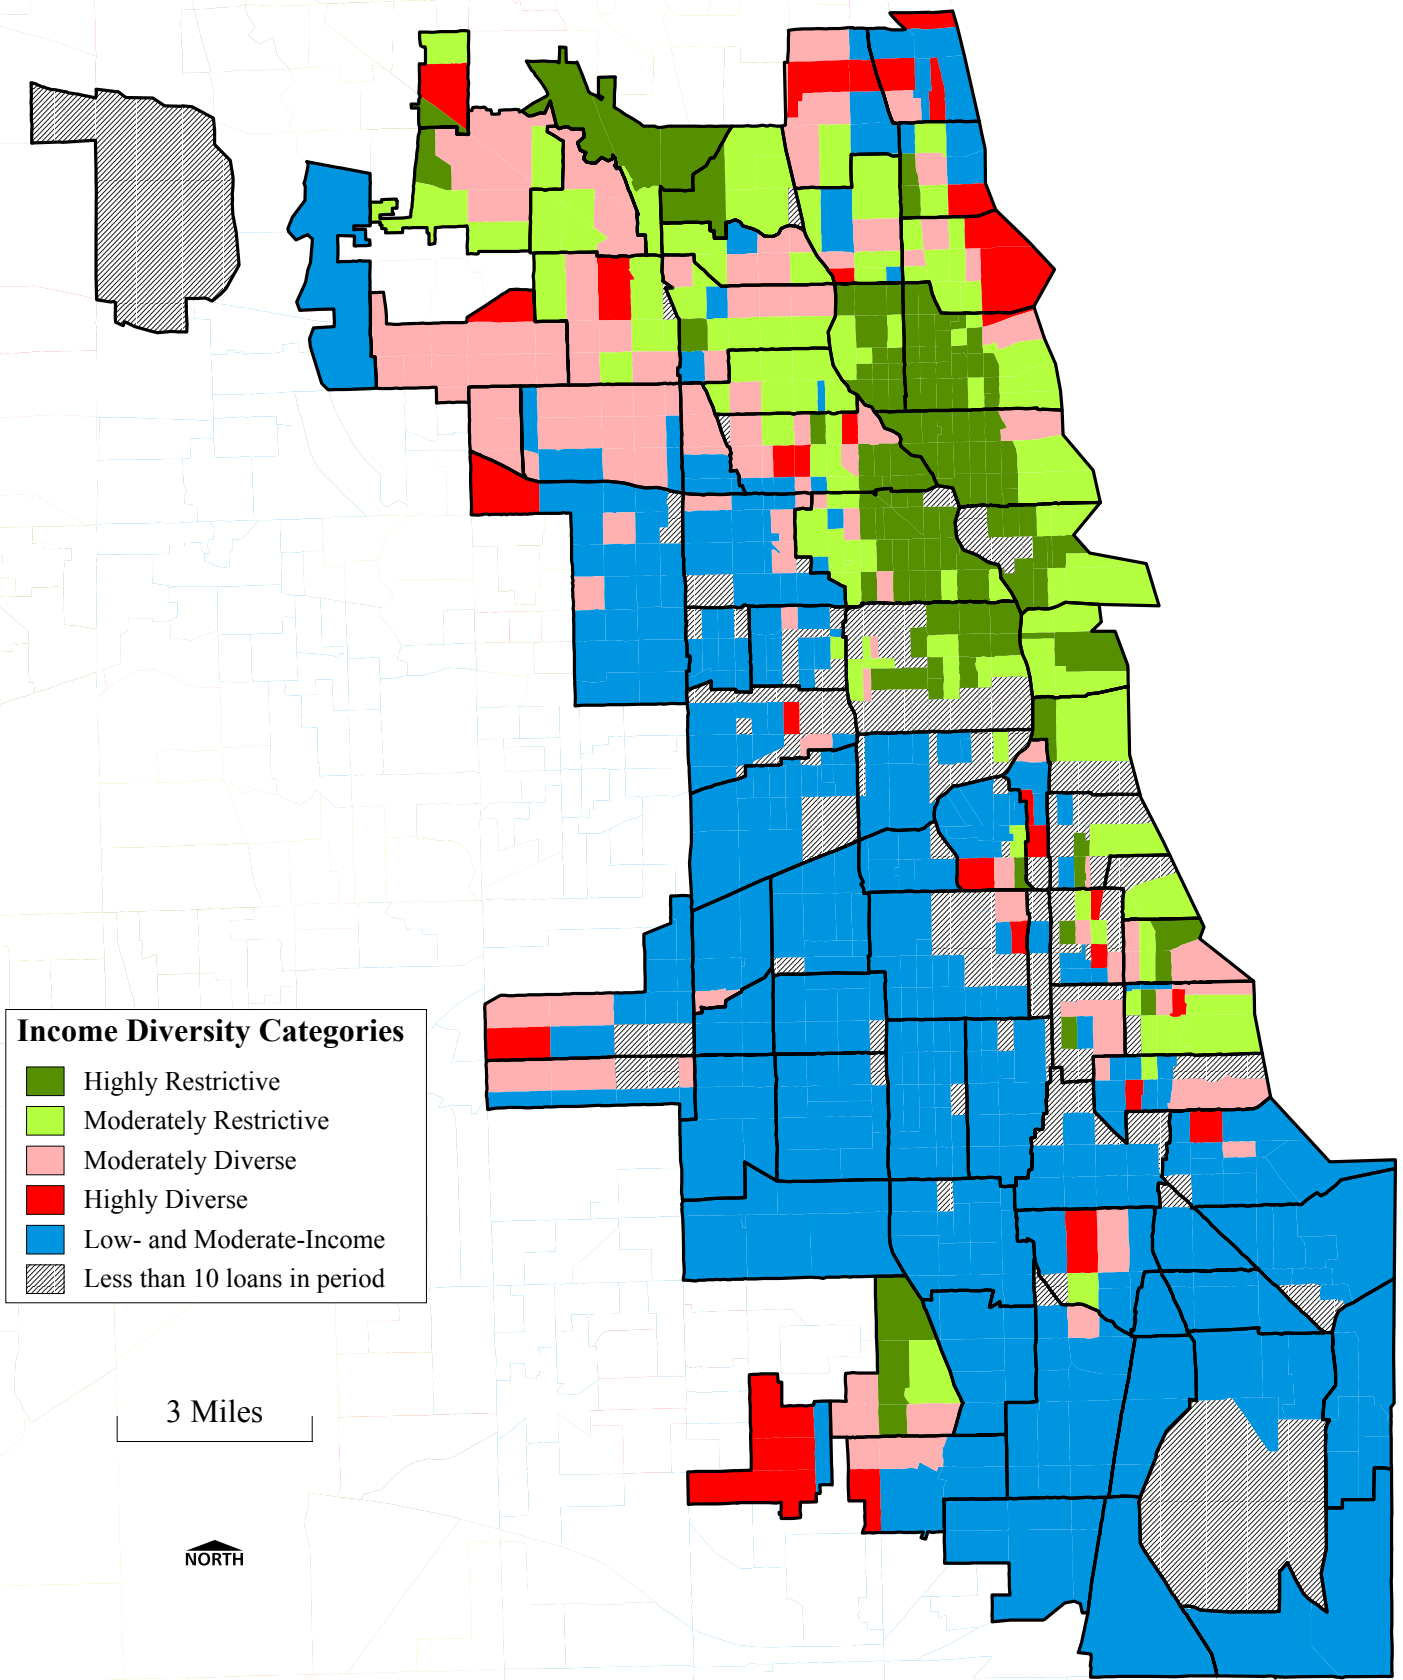 Income Diversity Categories
Highly Restrictive
Moderately Restrictive
Moderately Diverse
Highly Diverse
Low- and Moderate-Income
Less than 10 loans in period
3 Miles
NORTH